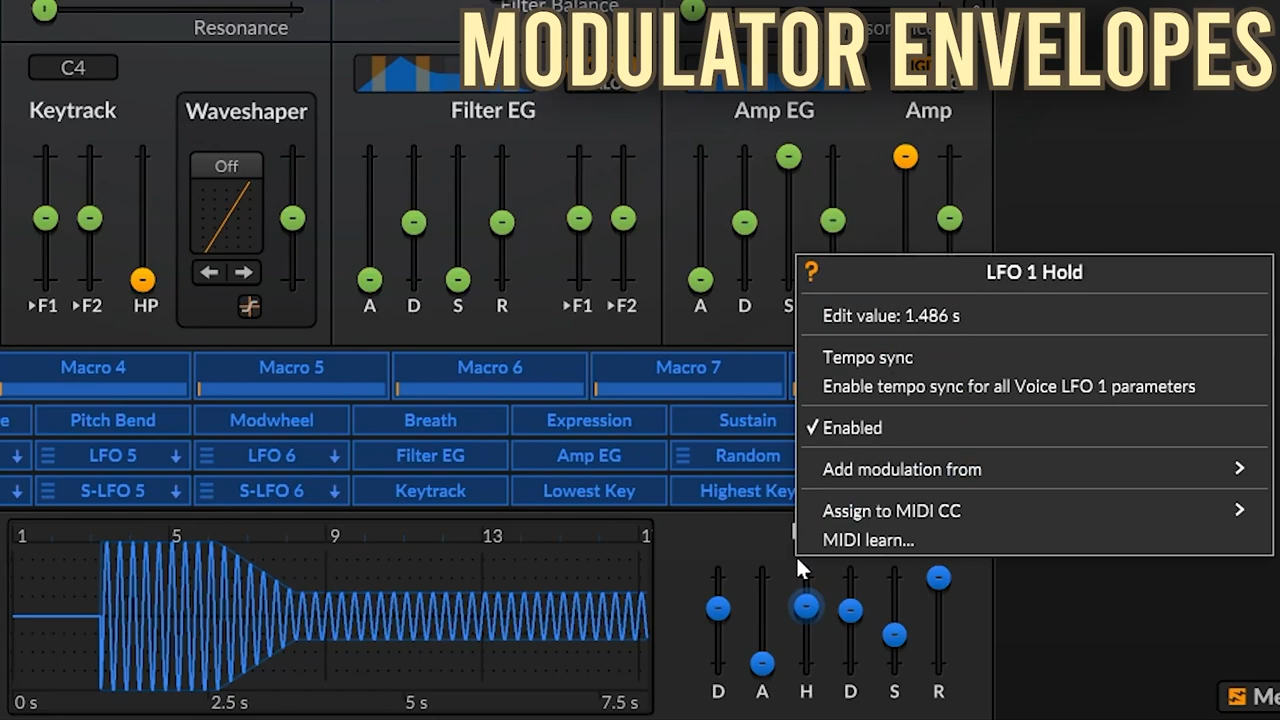 Filter Balance
Resonance
MODULATOR ENVELOPES
C4
Keytrack
Waveshaper
Filter EG
Amp EG
Amp
Off
▸F1 ▸F2 HP
A D S R ▸F1 ▸F2
A D S
LFO 1 Hold
Edit value: 1.486 s
Tempo sync
Enable tempo sync for all Voice LFO 1 parameters
✓ Enabled
Add modulation from
Assign to MIDI CC
MIDI learn...
Macro 4 Macro 5 Macro 6 Macro 7
Pitch Bend Modwheel Breath Expression Sustain
LFO 5 LFO 6 Filter EG Amp EG Random
S-LFO 5 S-LFO 6 Keytrack Lowest Key Highest Key
1 5 9 13
0 s 2.5 s 5 s 7.5 s
D A H D S R